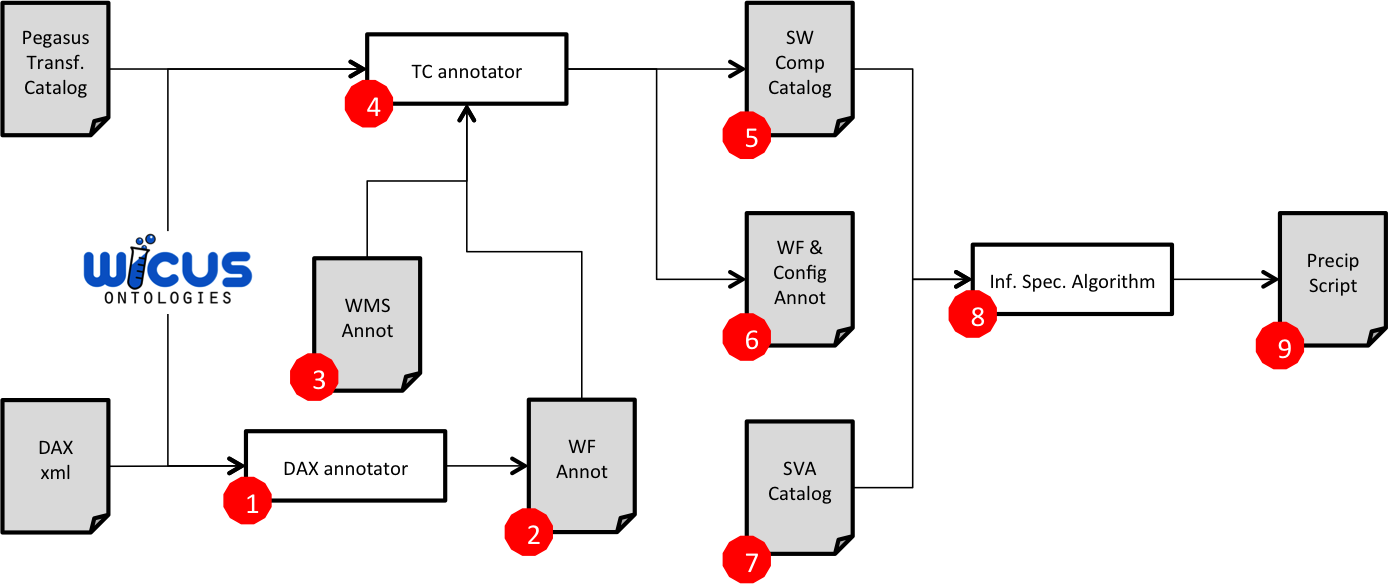 Pegasus
Transf.
Catalog
TC annotator
4
SW
Comp
Catalog
5
WiCUS
ONTOLOGIES
WMS
Annot
3
WF &
Config
Annot
6
Inf. Spec. Algorithm
8
Precip
Script
9
DAX
xml
DAX annotator
1
WF
Annot
2
SVA
Catalog
7